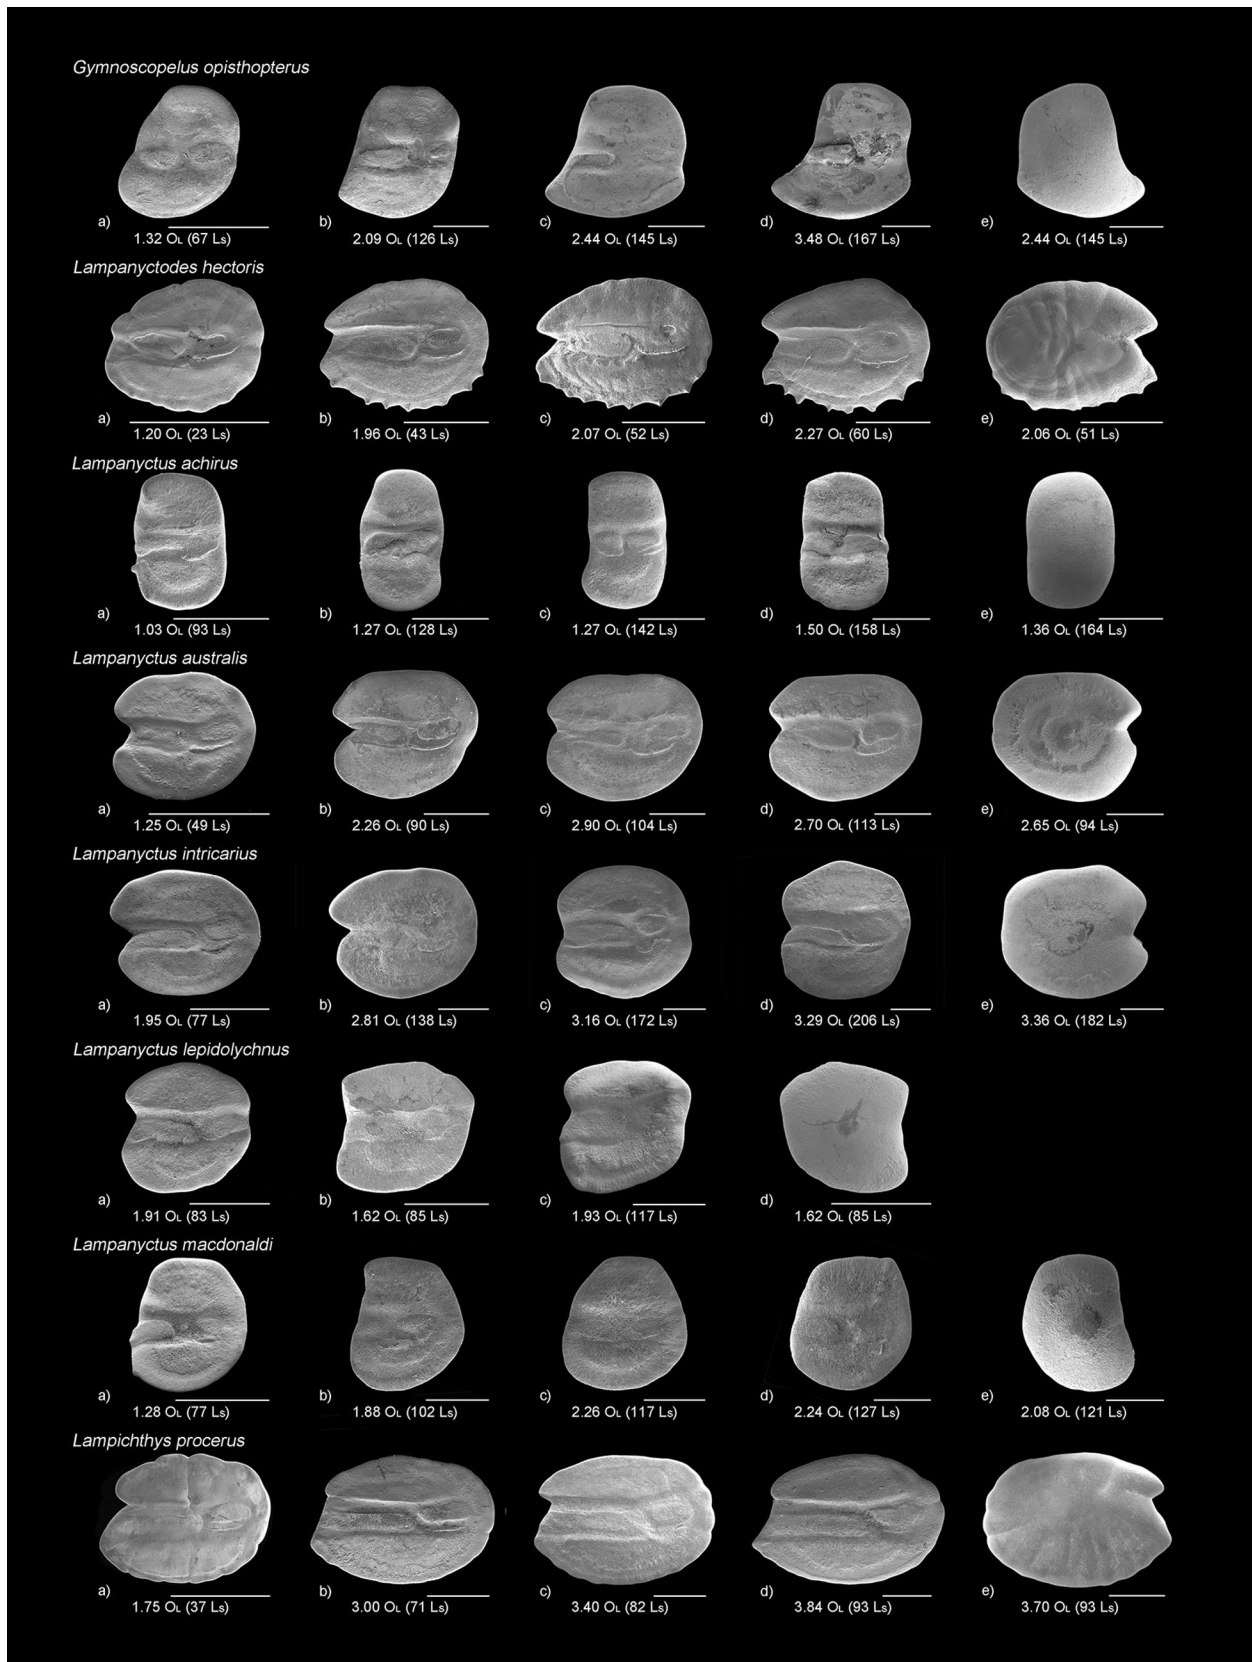 Gymnoscopelus opisthopterus
a) b) c) d) e)
1.32 OL (67 Ls) 2.09 OL (126 Ls) 2.44 OL (145 Ls) 3.48 OL (167 Ls) 2.44 OL (145 Ls)
Lampanyctodes hectoris
a) b) c) d) e)
1.20 OL (23 Ls) 1.96 OL (43 Ls) 2.07 OL (52 Ls) 2.27 OL (60 Ls) 2.06 OL (51 Ls)
Lampanyctus achirus
a) b) c) d) e)
1.03 OL (93 Ls) 1.27 OL (128 Ls) 1.27 OL (142 Ls) 1.50 OL (158 Ls) 1.36 OL (164 Ls)
Lampanyctus australis
a) b) c) d) e)
1.25 OL (49 Ls) 2.26 OL (90 Ls) 2.90 OL (104 Ls) 2.70 OL (113 Ls) 2.65 OL (94 Ls)
Lampanyctus intricarius
a) b) c) d) e)
1.95 OL (77 Ls) 2.81 OL (138 Ls) 3.16 OL (172 Ls) 3.29 OL (206 Ls) 3.36 OL (182 Ls)
Lampanyctus lepidolychnus
a) b) c) d)
1.91 OL (83 Ls) 1.62 OL (85 Ls) 1.93 OL (117 Ls) 1.62 OL (85 Ls)
Lampanyctus macdonaldi
a) b) c) d) e)
1.28 OL (77 Ls) 1.88 OL (102 Ls) 2.26 OL (117 Ls) 2.24 OL (127 Ls) 2.08 OL (121 Ls)
Lampichthys procerus
a) b) c) d) e)
1.75 OL (37 Ls) 3.00 OL (71 Ls) 3.40 OL (82 Ls) 3.84 OL (93 Ls) 3.70 OL (93 Ls)